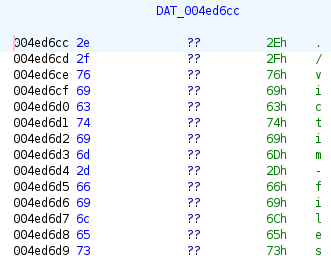 DAT_004ed6cc
004ed6cc 2e ?? 2Eh .
004ed6cd 2f ?? 2Fh /
004ed6ce 76 ?? 76h v
004ed6cf 69 ?? 69h i
004ed6d0 63 ?? 63h c
004ed6d1 74 ?? 74h t
004ed6d2 69 ?? 69h i
004ed6d3 6d ?? 6Dh m
004ed6d4 2d ?? 2Dh -
004ed6d5 66 ?? 66h f
004ed6d6 69 ?? 69h i
004ed6d7 6c ?? 6Ch l
004ed6d8 65 ?? 65h e
004ed6d9 73 ?? 73h s